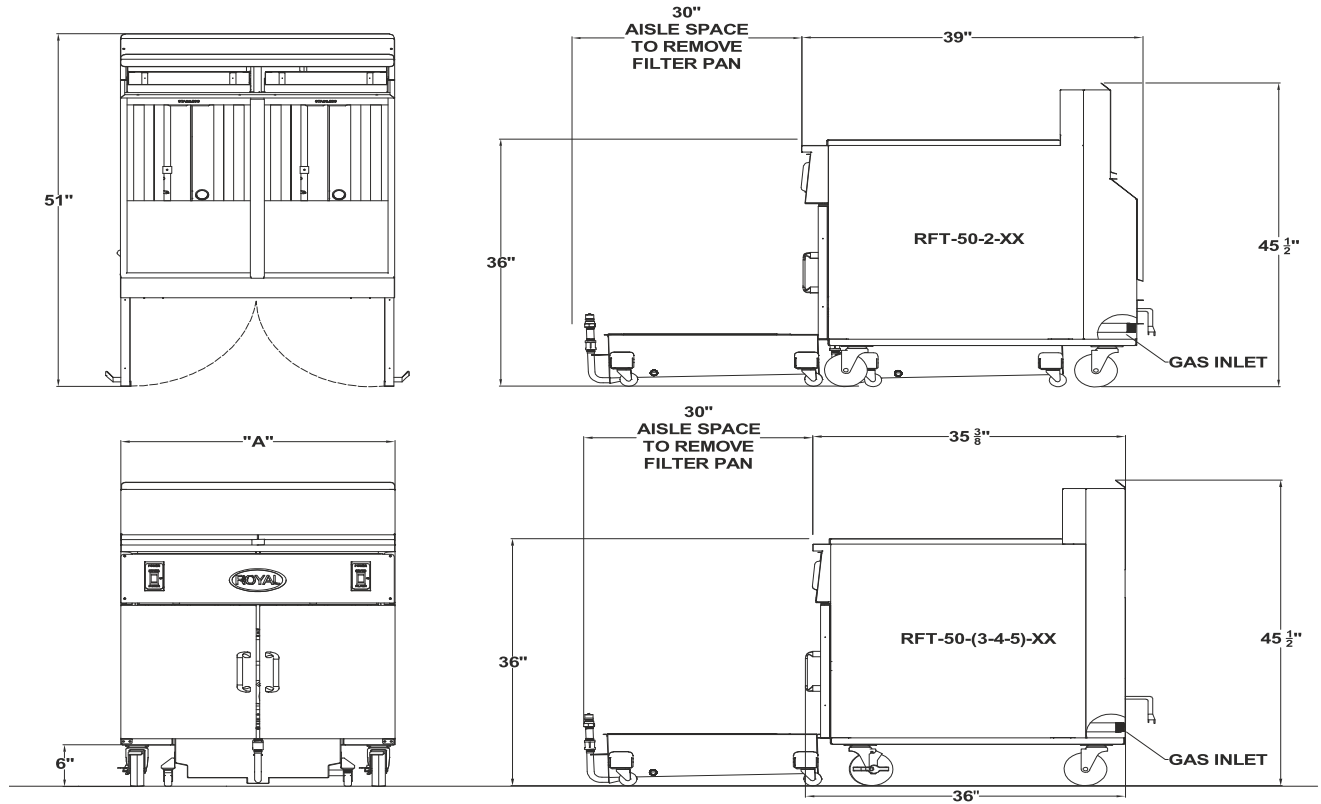 30"
AISLE SPACE
TO REMOVE
FILTER PAN
39"
51"
36"
RFT-50-2-XX
45 1/2"
GAS INLET
30"
AISLE SPACE
TO REMOVE
FILTER PAN
35 3/8"
"A"
ROYAL
36"
RFT-50-(3-4-5)-XX
45 1/2"
6"
GAS INLET
36"